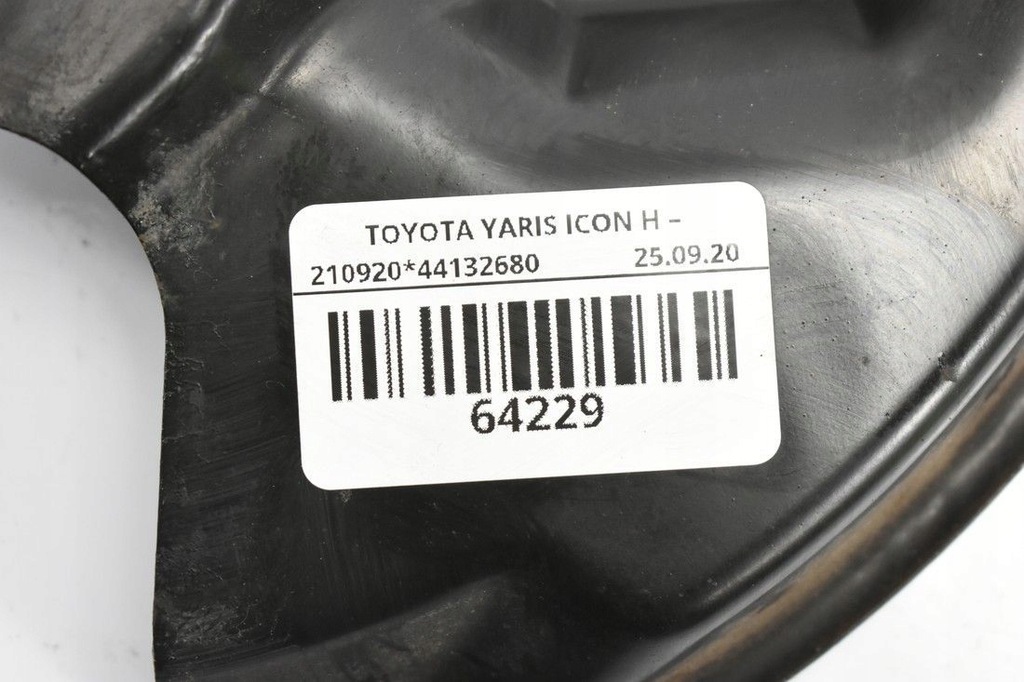 TOYOTA YARIS ICON H –
210920*44132680 25.09.20
64229